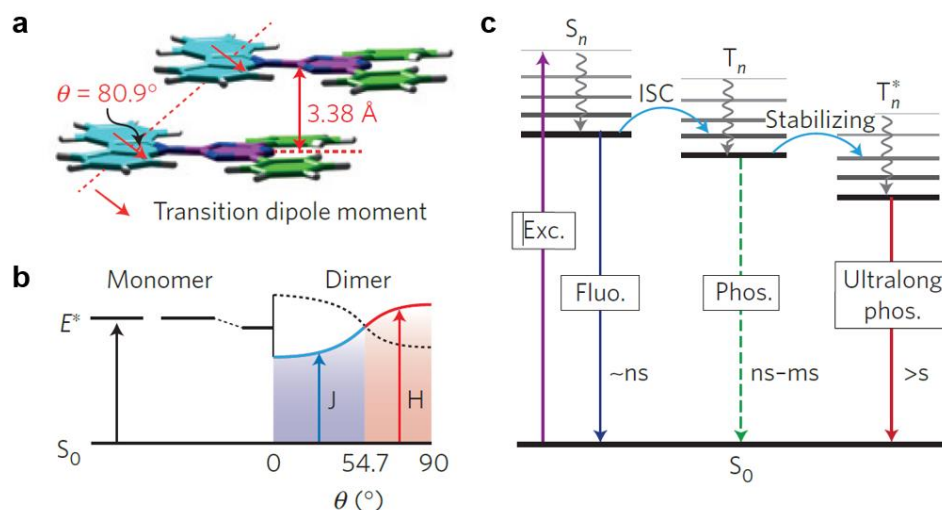 a
θ = 80.9°
3.38 Å
Transition dipole moment
b
Monomer
Dimer
E*
J
H
S0
0
54.7
90
θ (°)
c
Sn
ISC
Tn
Stabilizing
Tn*
Exc.
Fluo.
Phos.
Ultralong
phos.
~ns
ns–ms
>s
S0